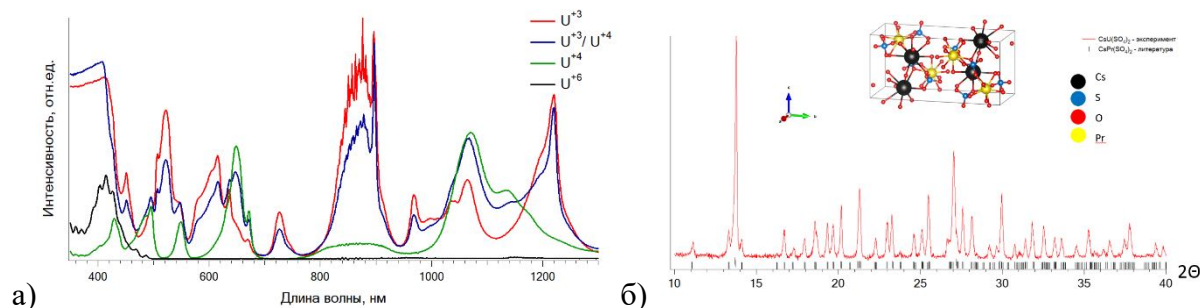 U+3
U+3/ U+4
U+4
U+6
Интенсивность, отн.ед.
400
600
800
1000
1200
Длина волны, нм
а)
CsU(SO4)2 - эксперимент
CsPr(SO4)2 - литература
Cs
S
O
Pr
10
15
20
25
30
35
40
2Θ
б)